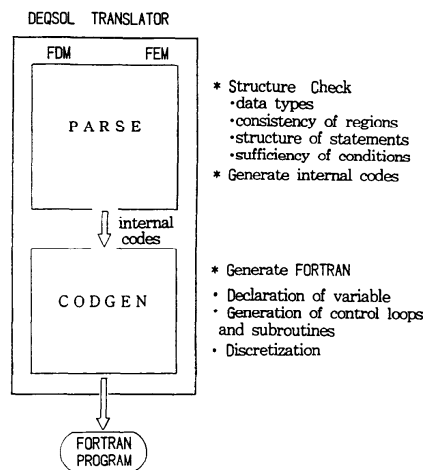 DEQSOL TRANSLATOR
FDM FEM
PARSE
* Structure Check
・data types
・consistency of regions
・structure of statements
・sufficiency of conditions
* Generate internal codes
internal
codes
CODGEN
* Generate FORTRAN
・ Declaration of variable
・ Generation of control loops
and subroutines
・ Discretization
FORTRAN
PROGRAM